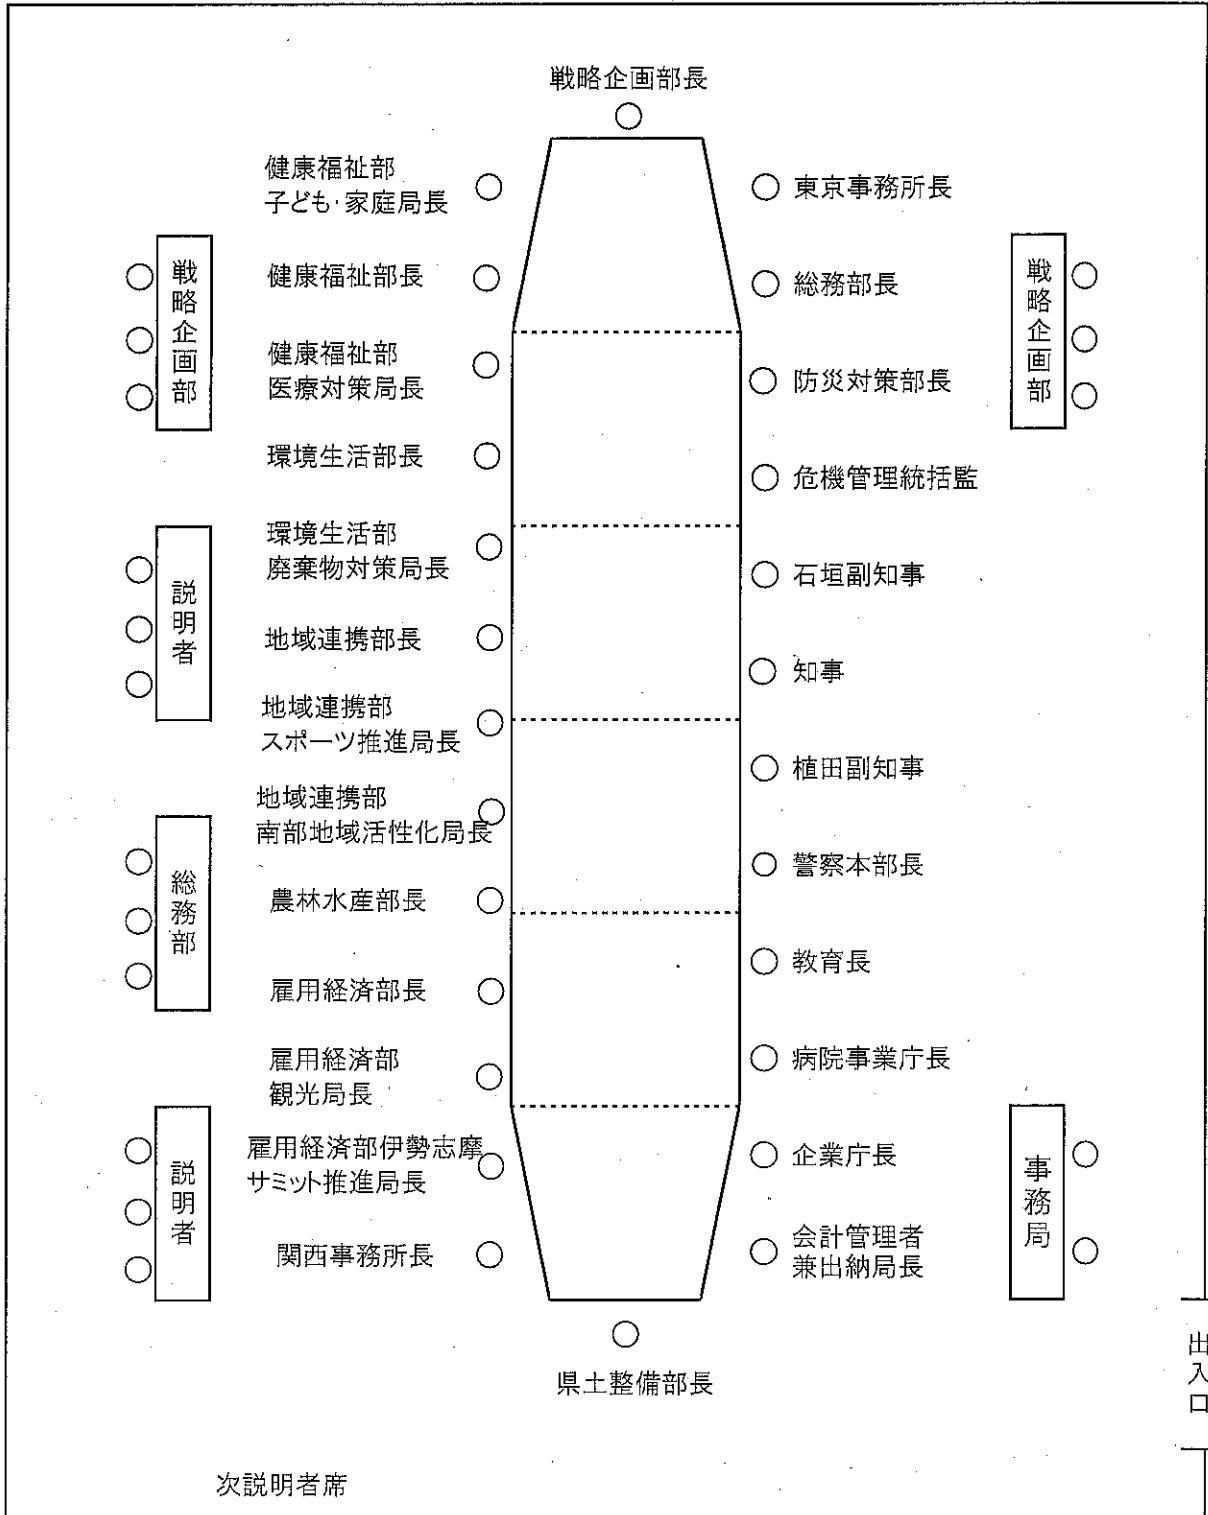 戦略企画部長
健康福祉部
子ども・家庭局長
東京事務所長
戦略企画部
健康福祉部長
総務部長
戦略企画部
健康福祉部
医療対策局長
防災対策部長
環境生活部長
危機管理統括監
環境生活部
廃棄物対策局長
石垣副知事
説明者
地域連携部長
知事
地域連携部
スポーツ推進局長
植田副知事
地域連携部
南部地域活性化局長
警察本部長
総務部
農林水産部長
教育長
雇用経済部長
雇用経済部
観光局長
病院事業庁長
説明者
雇用経済部伊勢志摩
サミット推進局長
企業庁長
事務局
関西事務所長
会計管理者
兼出納局長
県土整備部長
出入口
次説明者席